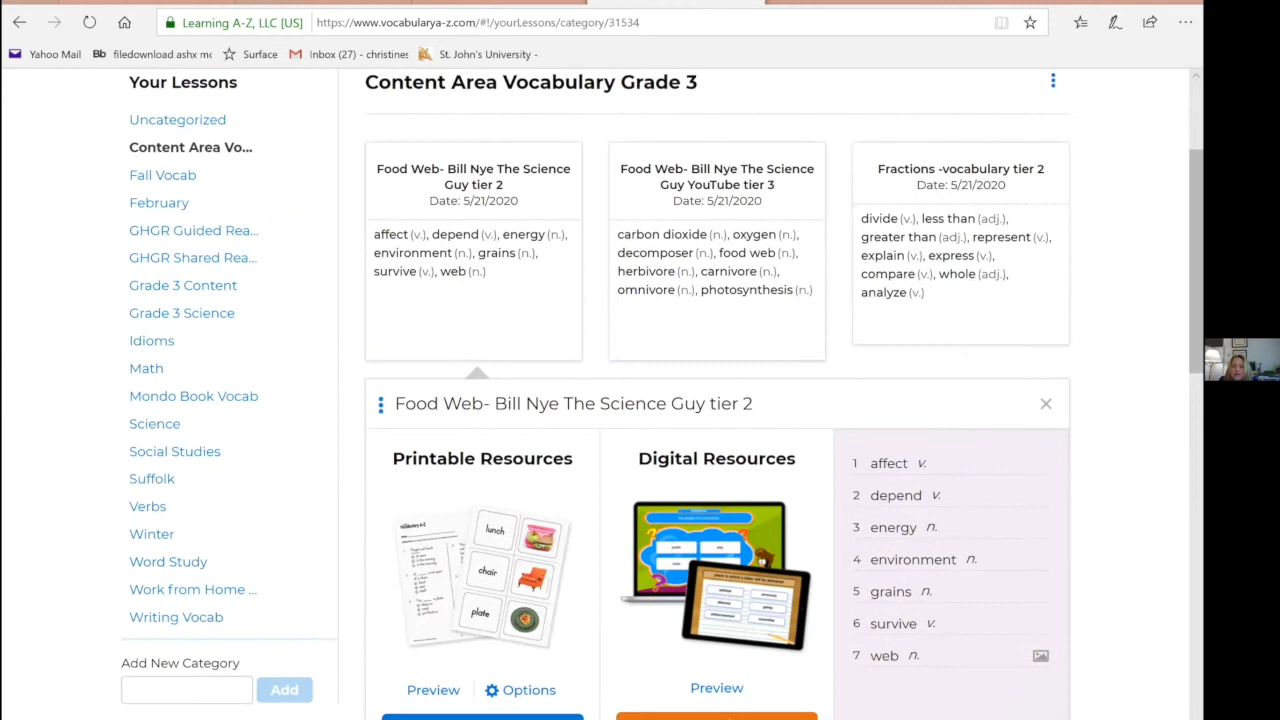 Learning A-Z, LLC [US]
https://www.vocabularya-z.com/#!/yourLessons/category/31534
Yahoo Mail
Bb filedownload ashx mc
Surface
Inbox (27) - christines
St. John's University -
Your Lessons
Uncategorized
Content Area Vo...
Fall Vocab
February
GHGR Guided Rea...
GHGR Shared Rea...
Grade 3 Content
Grade 3 Science
Idioms
Math
Mondo Book Vocab
Science
Social Studies
Suffolk
Verbs
Winter
Word Study
Work from Home ...
Writing Vocab
Add New Category
Add
Content Area Vocabulary Grade 3
Food Web- Bill Nye The Science
Guy tier 2
Date: 5/21/2020
affect (v.), depend (v.), energy (n.),
environment (n.), grains (n.),
survive (v.), web (n.)
Food Web- Bill Nye The Science
Guy YouTube tier 3
Date: 5/21/2020
carbon dioxide (n.), oxygen (n.),
decomposer (n.), food web (n.),
herbivore (n.), carnivore (n.),
omnivore (n.), photosynthesis (n.)
Fractions -vocabulary tier 2
Date: 5/21/2020
divide (v.), less than (adj.),
greater than (adj.), represent (v.),
explain (v.), express (v.),
compare (v.), whole (adj.),
analyze (v.)
Food Web- Bill Nye The Science Guy tier 2
Printable Resources
lunch
chair
plate
Preview
Options
Digital Resources
Preview
1 affect v.
2 depend v.
3 energy n.
4 environment n.
5 grains n.
6 survive v.
7 web n.